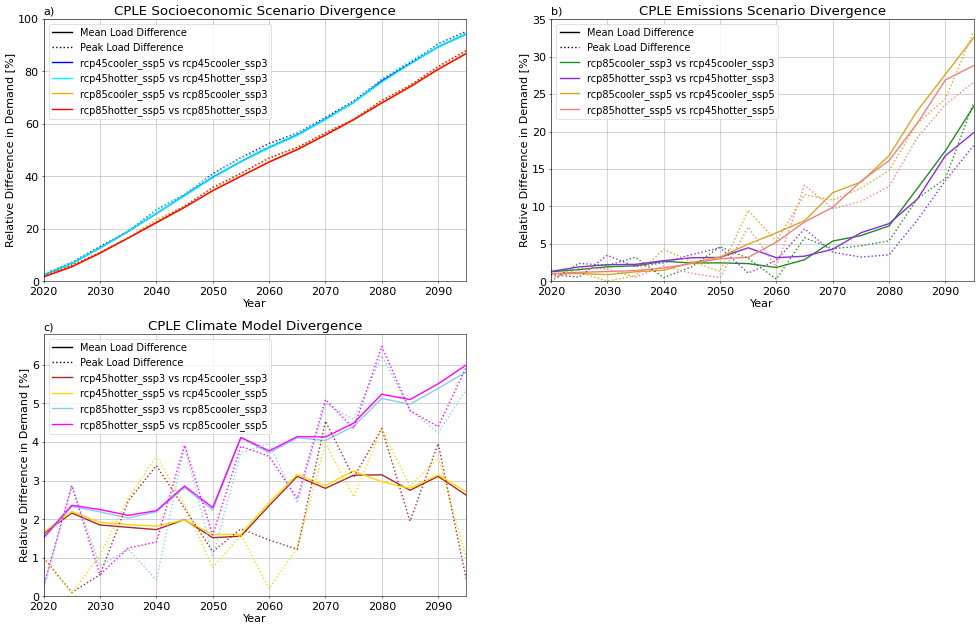 a)
CPLE Socioeconomic Scenario Divergence
Relative Difference in Demand [%]
100
80
60
40
20
0
Mean Load Difference
Peak Load Difference
rcp45cooler_ssp5 vs rcp45cooler_ssp3
rcp45hotter_ssp5 vs rcp45hotter_ssp3
rcp85cooler_ssp5 vs rcp85cooler_ssp3
rcp85hotter_ssp5 vs rcp85hotter_ssp3
2020 2030 2040 2050 2060 2070 2080 2090
Year
b)
CPLE Emissions Scenario Divergence
Relative Difference in Demand [%]
35
30
25
20
15
10
5
0
Mean Load Difference
Peak Load Difference
rcp85cooler_ssp3 vs rcp45cooler_ssp3
rcp85hotter_ssp3 vs rcp45hotter_ssp3
rcp85cooler_ssp5 vs rcp45cooler_ssp5
rcp85hotter_ssp5 vs rcp45hotter_ssp5
2020 2030 2040 2050 2060 2070 2080 2090
Year
c)
CPLE Climate Model Divergence
Relative Difference in Demand [%]
6
5
4
3
2
1
0
Mean Load Difference
Peak Load Difference
rcp45hotter_ssp3 vs rcp45cooler_ssp3
rcp45hotter_ssp5 vs rcp45cooler_ssp5
rcp85hotter_ssp3 vs rcp85cooler_ssp3
rcp85hotter_ssp5 vs rcp85cooler_ssp5
2020 2030 2040 2050 2060 2070 2080 2090
Year